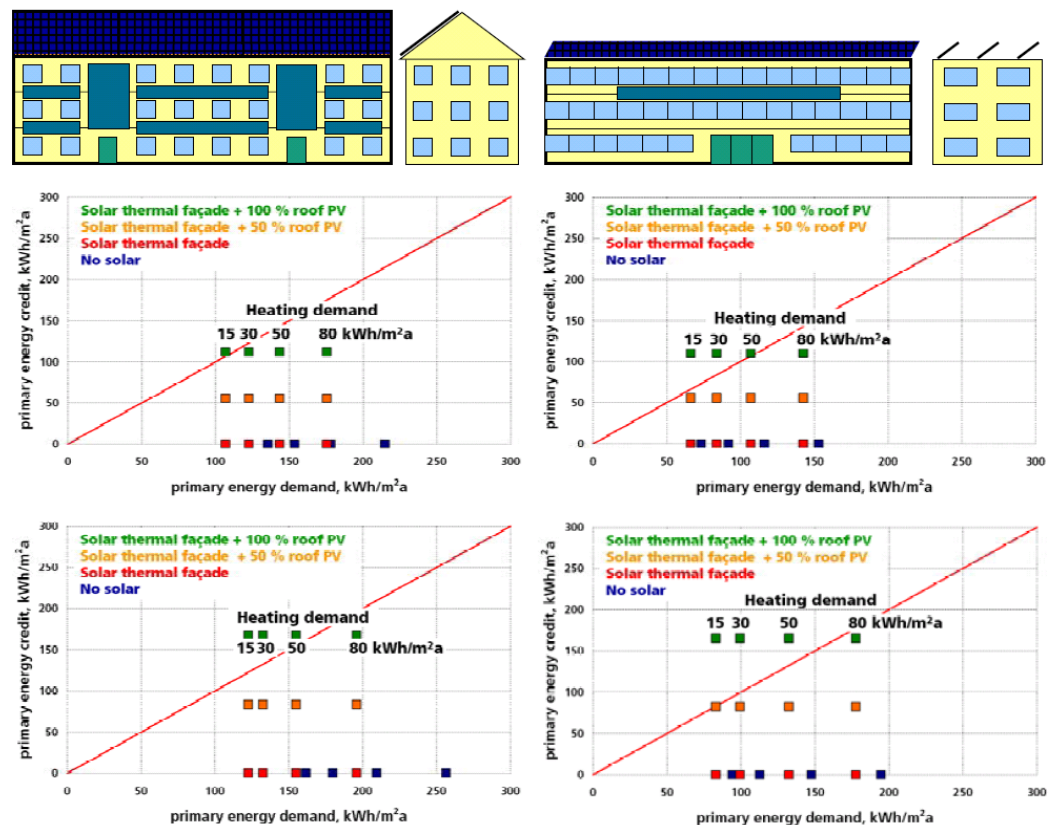 300
250
200
150
100
50
0
primary energy credit, kWh/m²a
Solar thermal façade + 100 % roof PV
Solar thermal façade + 50 % roof PV
Solar thermal façade
No solar
Heating demand
15 30 50 80 kWh/m²a
0 50 100 150 200 250 300
primary energy demand, kWh/m²a
300
250
200
150
100
50
0
primary energy credit, kWh/m²a
Solar thermal façade + 100 % roof PV
Solar thermal façade + 50 % roof PV
Solar thermal façade
No solar
Heating demand
15 30 50 80 kWh/m²a
0 50 100 150 200 250 300
primary energy demand, kWh/m²a
300
250
200
150
100
50
0
primary energy credit, kWh/m²a
Solar thermal façade + 100 % roof PV
Solar thermal façade + 50 % roof PV
Solar thermal façade
No solar
Heating demand
15 30 50 80 kWh/m²a
0 50 100 150 200 250 300
primary energy demand, kWh/m²a
300
250
200
150
100
50
0
primary energy credit, kWh/m²a
Solar thermal façade + 100 % roof PV
Solar thermal façade + 50 % roof PV
Solar thermal façade
No solar
Heating demand
15 30 50 80 kWh/m²a
0 50 100 150 200 250 300
primary energy demand, kWh/m²a